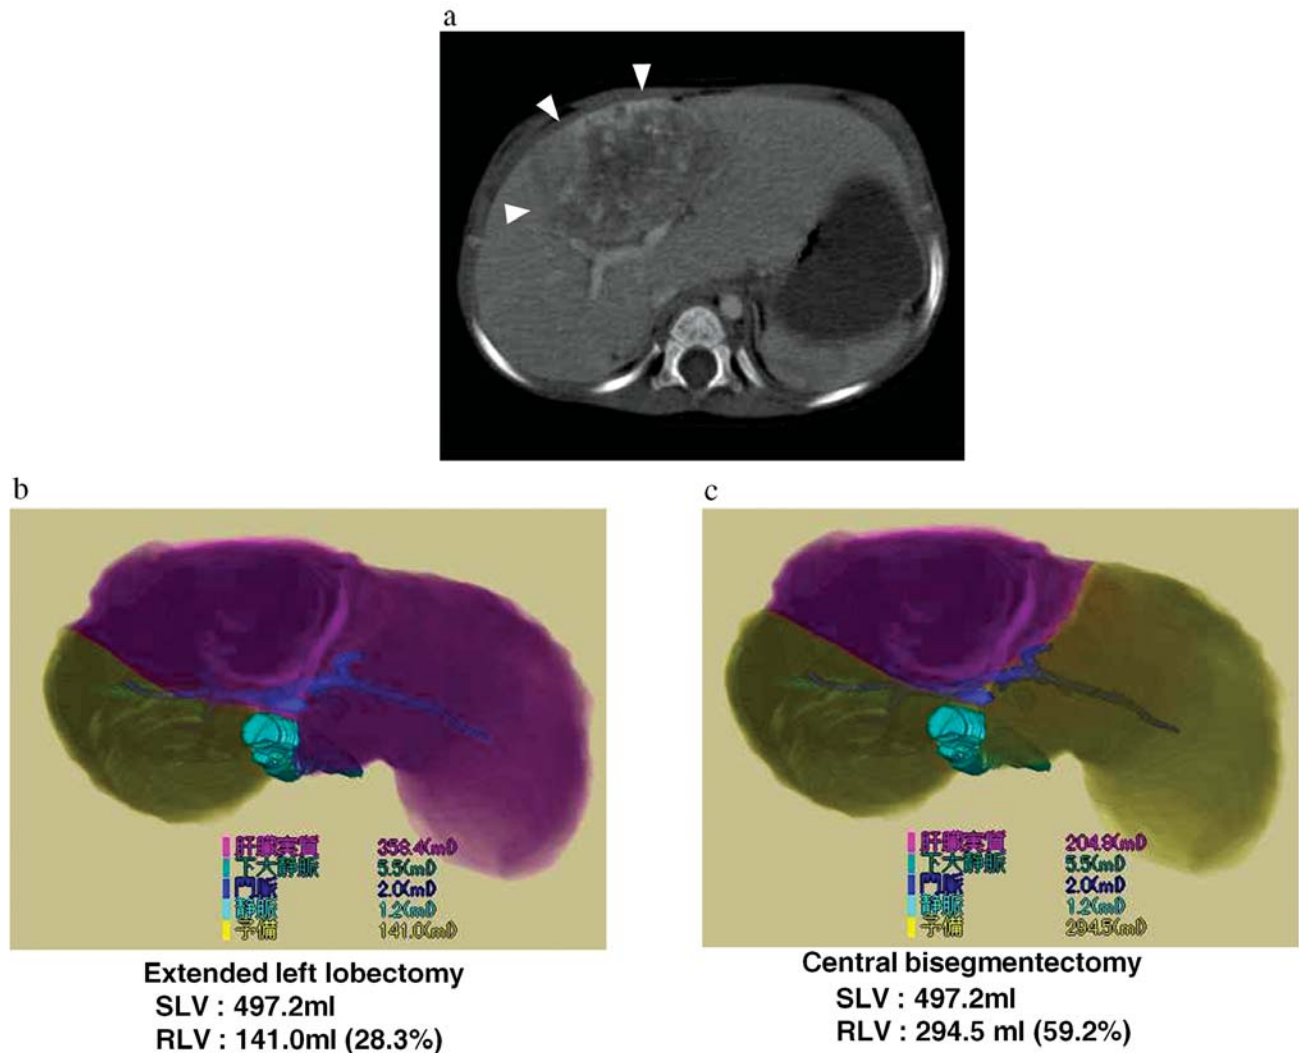 a
b
c
肝臓実質 358.4(ml)
下大静脈 5.5(ml)
門脈 2.0(ml)
静脈 1.2(ml)
予備 141.0(ml)
肝臓実質 204.8(ml)
下大静脈 5.5(ml)
門脈 2.0(ml)
静脈 1.2(ml)
予備 294.5(ml)
Extended left lobectomy
SLV : 497.2ml
RLV : 141.0ml (28.3%)
Central bisegmentectomy
SLV : 497.2ml
RLV : 294.5 ml (59.2%)